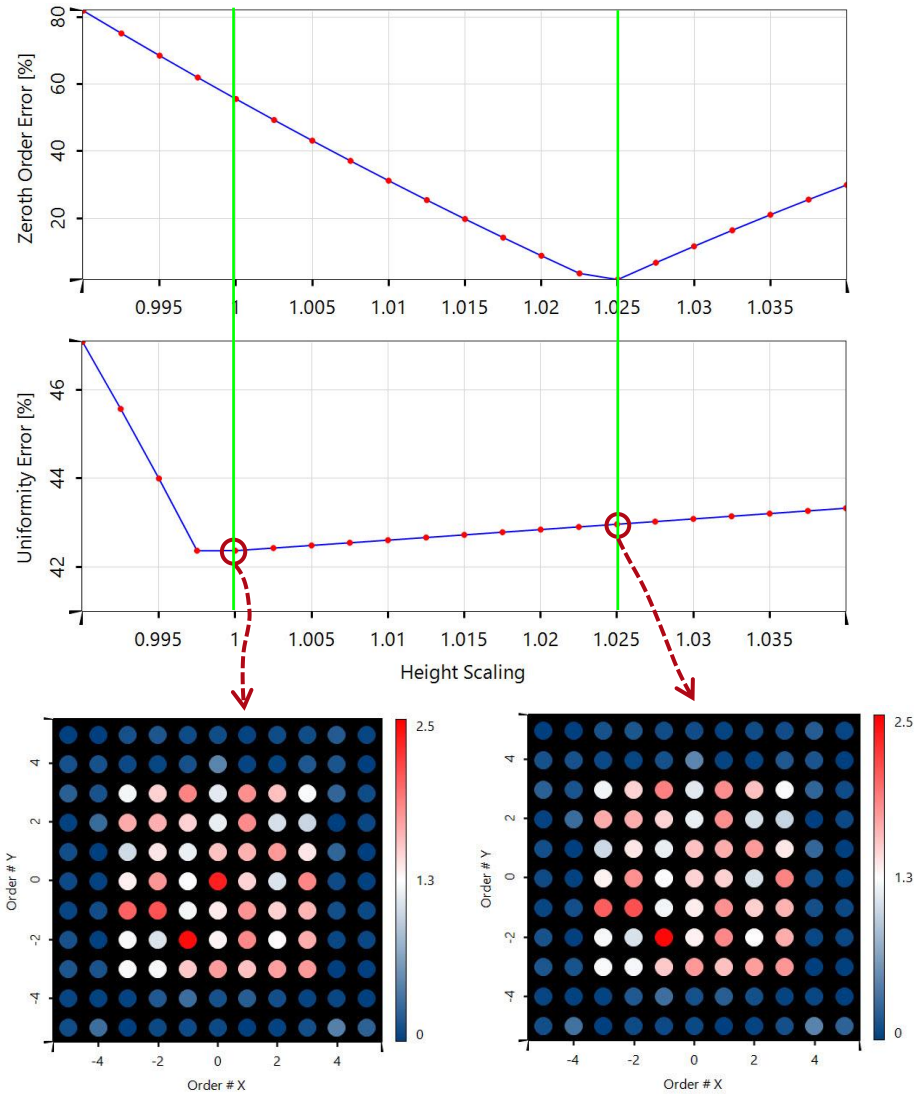 Zeroth Order Error [%]
80
60
40
20
0.995 1 1.005 1.01 1.015 1.02 1.025 1.03 1.035
Uniformity Error [%]
46
44
42
0.995 1 1.005 1.01 1.015 1.02 1.025 1.03 1.035
Height Scaling
Order # Y
4
2
0
-2
-4
-4 -2 0 2 4
Order # X
2.5
1.3
0
Order # Y
4
2
0
-2
-4
-4 -2 0 2 4
Order # X
2.5
1.3
0